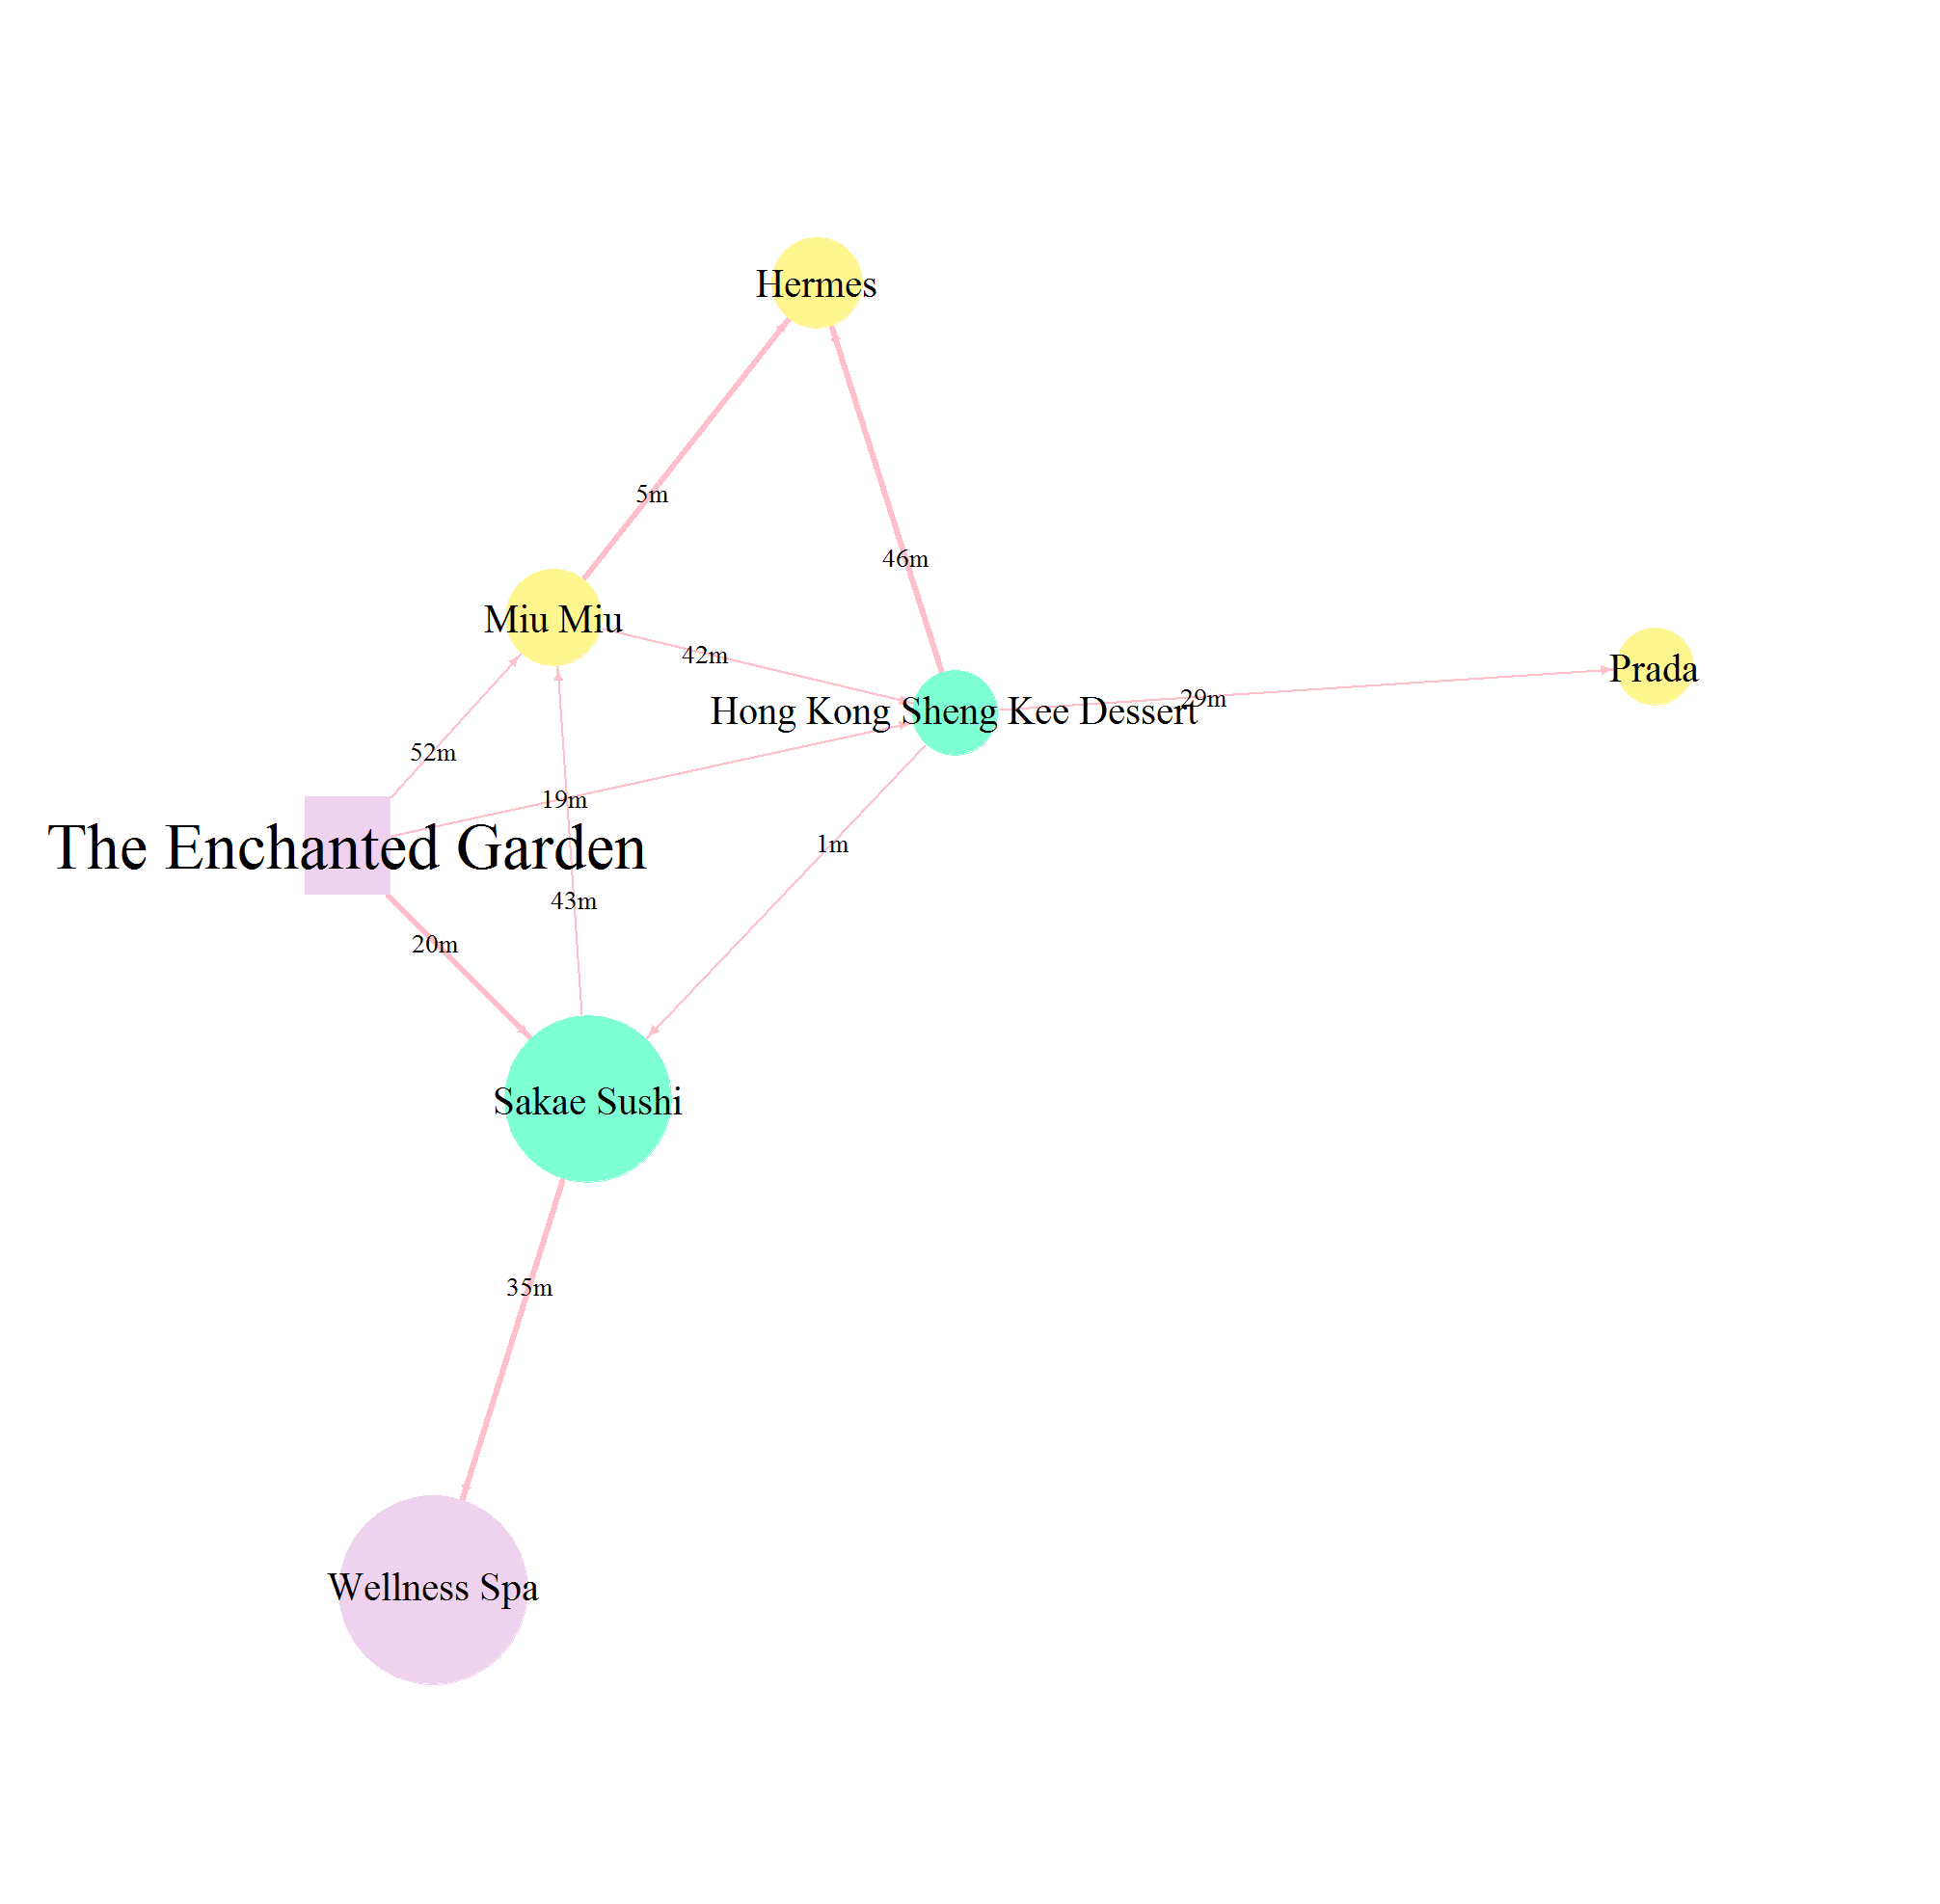 Hermes
5m
46m
Miu Miu
42m
Prada
29m
Hong Kong Sheng Kee Dessert
52m
19m
The Enchanted Garden
1m
43m
20m
Sakae Sushi
35m
Wellness Spa